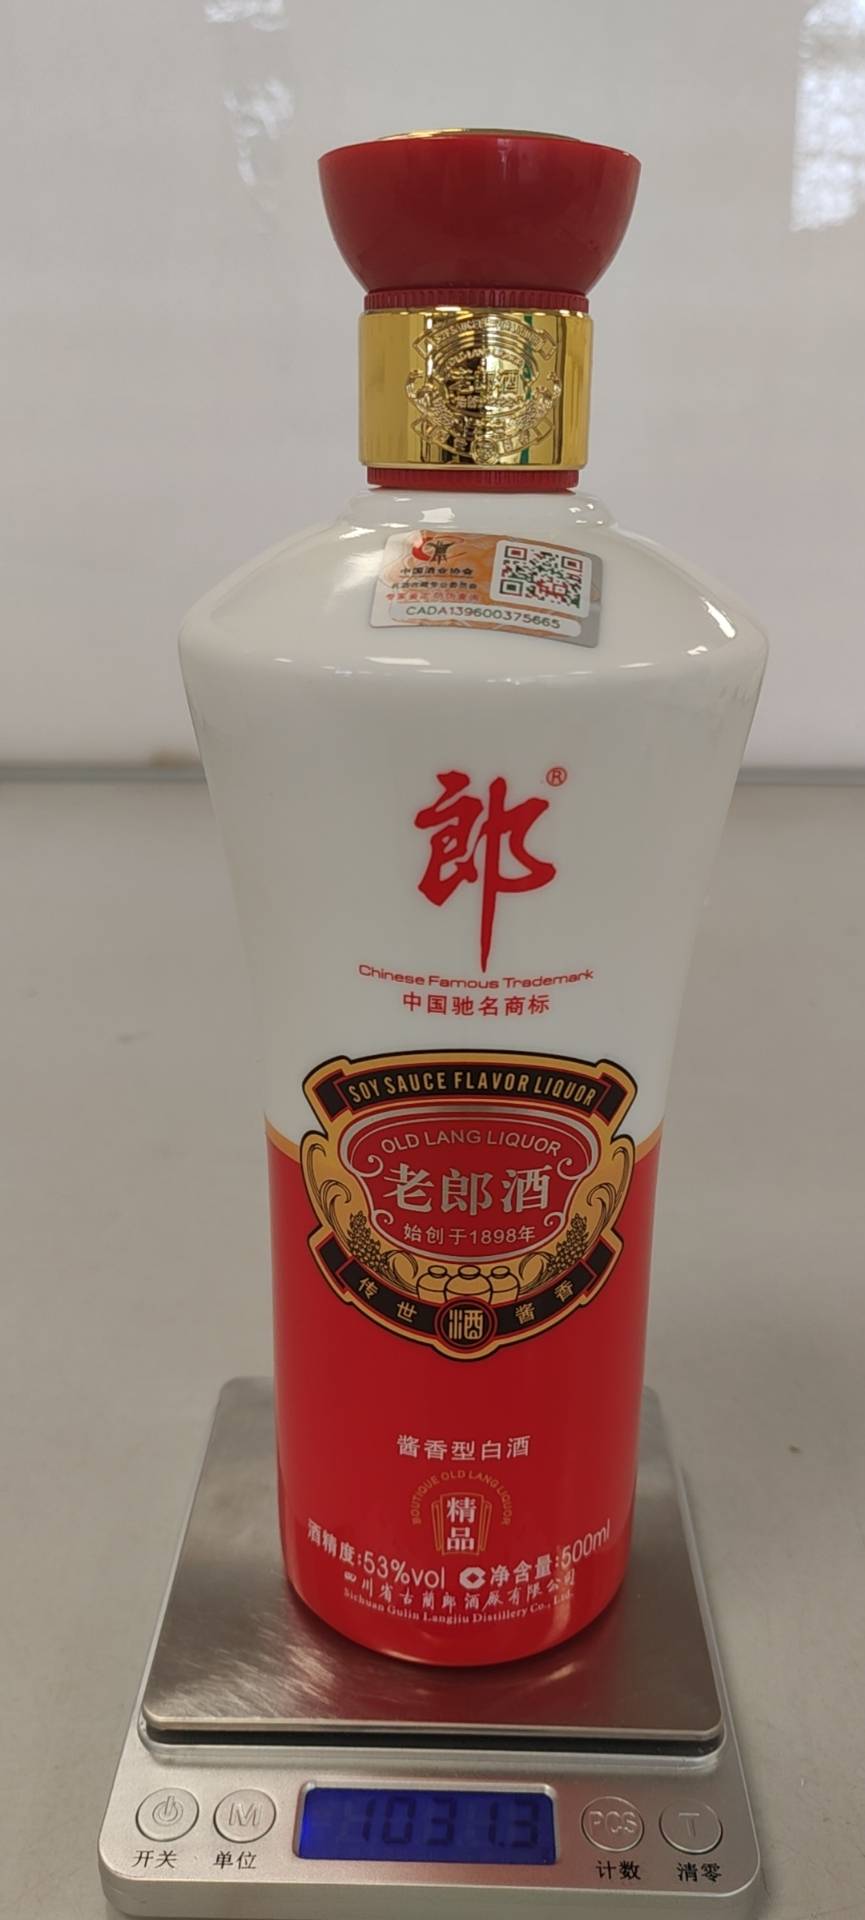 老郎酒
中国酒业协会
CADA139600375665
郎®
Chinese Famous Trademark
中国驰名商标
SOY SAUCE FLAVOR LIQUOR
OLD LANG LIQUOR
老郎酒
始创于1898年
传世 酒 酱香
酱香型白酒
BOUTIQUE OLD LANG LIQUOR
精品
酒精度:53%vol 净含量:500ml
四川省古蔺郎酒厂有限公司
Sichuan Gulin Langjiu Distillery Co., Ltd.
1031.3
M PCS T
开关 单位 计数 清零